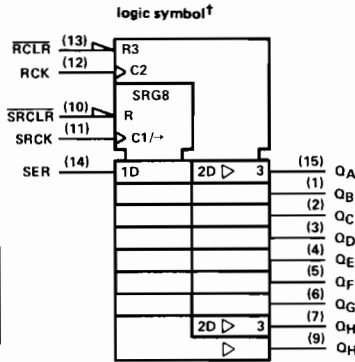 logic symbol†
RCLR (13) R3
RCK (12) C2
SRG8
SRCLR (10) R
SRCK (11) C1/→
SER (14) 1D 2D ▷ 3 (15) QA
(1) QB
(2) QC
(3) QD
(4) QE
(5) QF
(6) QG
2D ▷ 3 (7) QH
▷ (9) QH